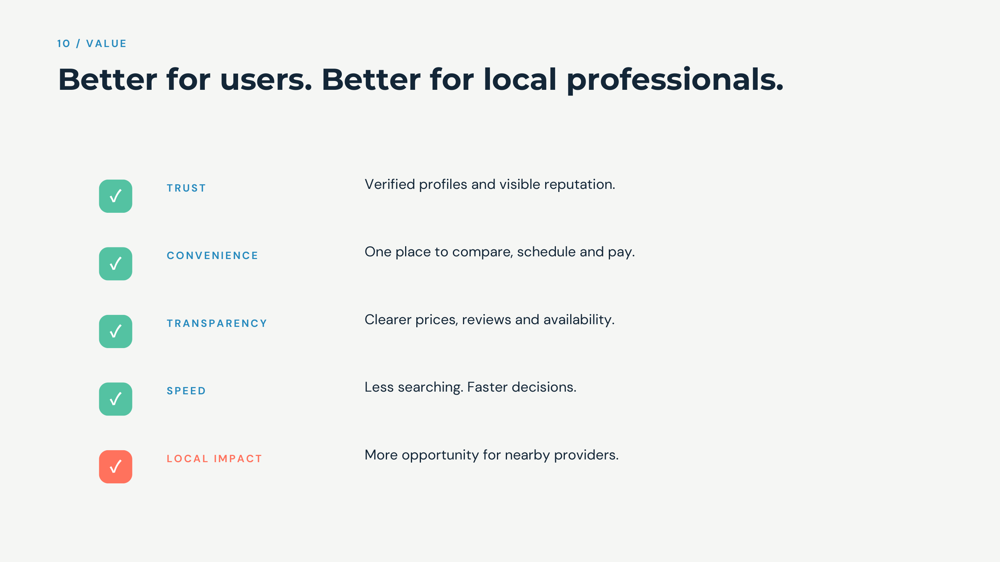 10 / VALUE
Better for users. Better for local professionals.
✓ TRUST Verified profiles and visible reputation.
✓ CONVENIENCE One place to compare, schedule and pay.
✓ TRANSPARENCY Clearer prices, reviews and availability.
✓ SPEED Less searching. Faster decisions.
✓ LOCAL IMPACT More opportunity for nearby providers.